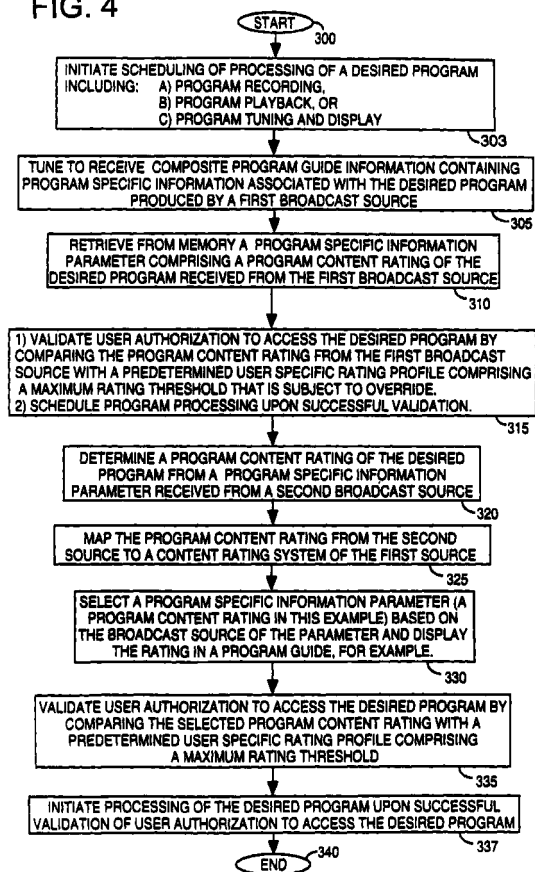 FIG. 4
START
300
INITIATE SCHEDULING OF PROCESSING OF A DESIRED PROGRAM
INCLUDING: A) PROGRAM RECORDING,
B) PROGRAM PLAYBACK, OR
C) PROGRAM TUNING AND DISPLAY
303
TUNE TO RECEIVE COMPOSITE PROGRAM GUIDE INFORMATION CONTAINING
PROGRAM SPECIFIC INFORMATION ASSOCIATED WITH THE DESIRED PROGRAM
PRODUCED BY A FIRST BROADCAST SOURCE
305
RETRIEVE FROM MEMORY A PROGRAM SPECIFIC INFORMATION
PARAMETER COMPRISING A PROGRAM CONTENT RATING OF THE
DESIRED PROGRAM RECEIVED FROM THE FIRST BROADCAST SOURCE
310
1) VALIDATE USER AUTHORIZATION TO ACCESS THE DESIRED PROGRAM BY
COMPARING THE PROGRAM CONTENT RATING FROM THE FIRST BROADCAST
SOURCE WITH A PREDETERMINED USER SPECIFIC RATING PROFILE COMPRISING
A MAXIMUM RATING THRESHOLD THAT IS SUBJECT TO OVERRIDE.
2) SCHEDULE PROGRAM PROCESSING UPON SUCCESSFUL VALIDATION.
315
DETERMINE A PROGRAM CONTENT RATING OF THE DESIRED
PROGRAM FROM A PROGRAM SPECIFIC INFORMATION
PARAMETER RECEIVED FROM A SECOND BROADCAST SOURCE
320
MAP THE PROGRAM CONTENT RATING FROM THE SECOND
SOURCE TO A CONTENT RATING SYSTEM OF THE FIRST SOURCE
325
SELECT A PROGRAM SPECIFIC INFORMATION PARAMETER (A
PROGRAM CONTENT RATING IN THIS EXAMPLE) BASED ON
THE BROADCAST SOURCE OF THE PARAMETER AND DISPLAY
THE RATING IN A PROGRAM GUIDE, FOR EXAMPLE.
330
VALIDATE USER AUTHORIZATION TO ACCESS THE DESIRED PROGRAM BY
COMPARING THE SELECTED PROGRAM CONTENT RATING WITH A
PREDETERMINED USER SPECIFIC RATING PROFILE COMPRISING
A MAXIMUM RATING THRESHOLD
335
INITIATE PROCESSING OF THE DESIRED PROGRAM UPON SUCCESSFUL
VALIDATION OF USER AUTHORIZATION TO ACCESS THE DESIRED PROGRAM
337
END
340